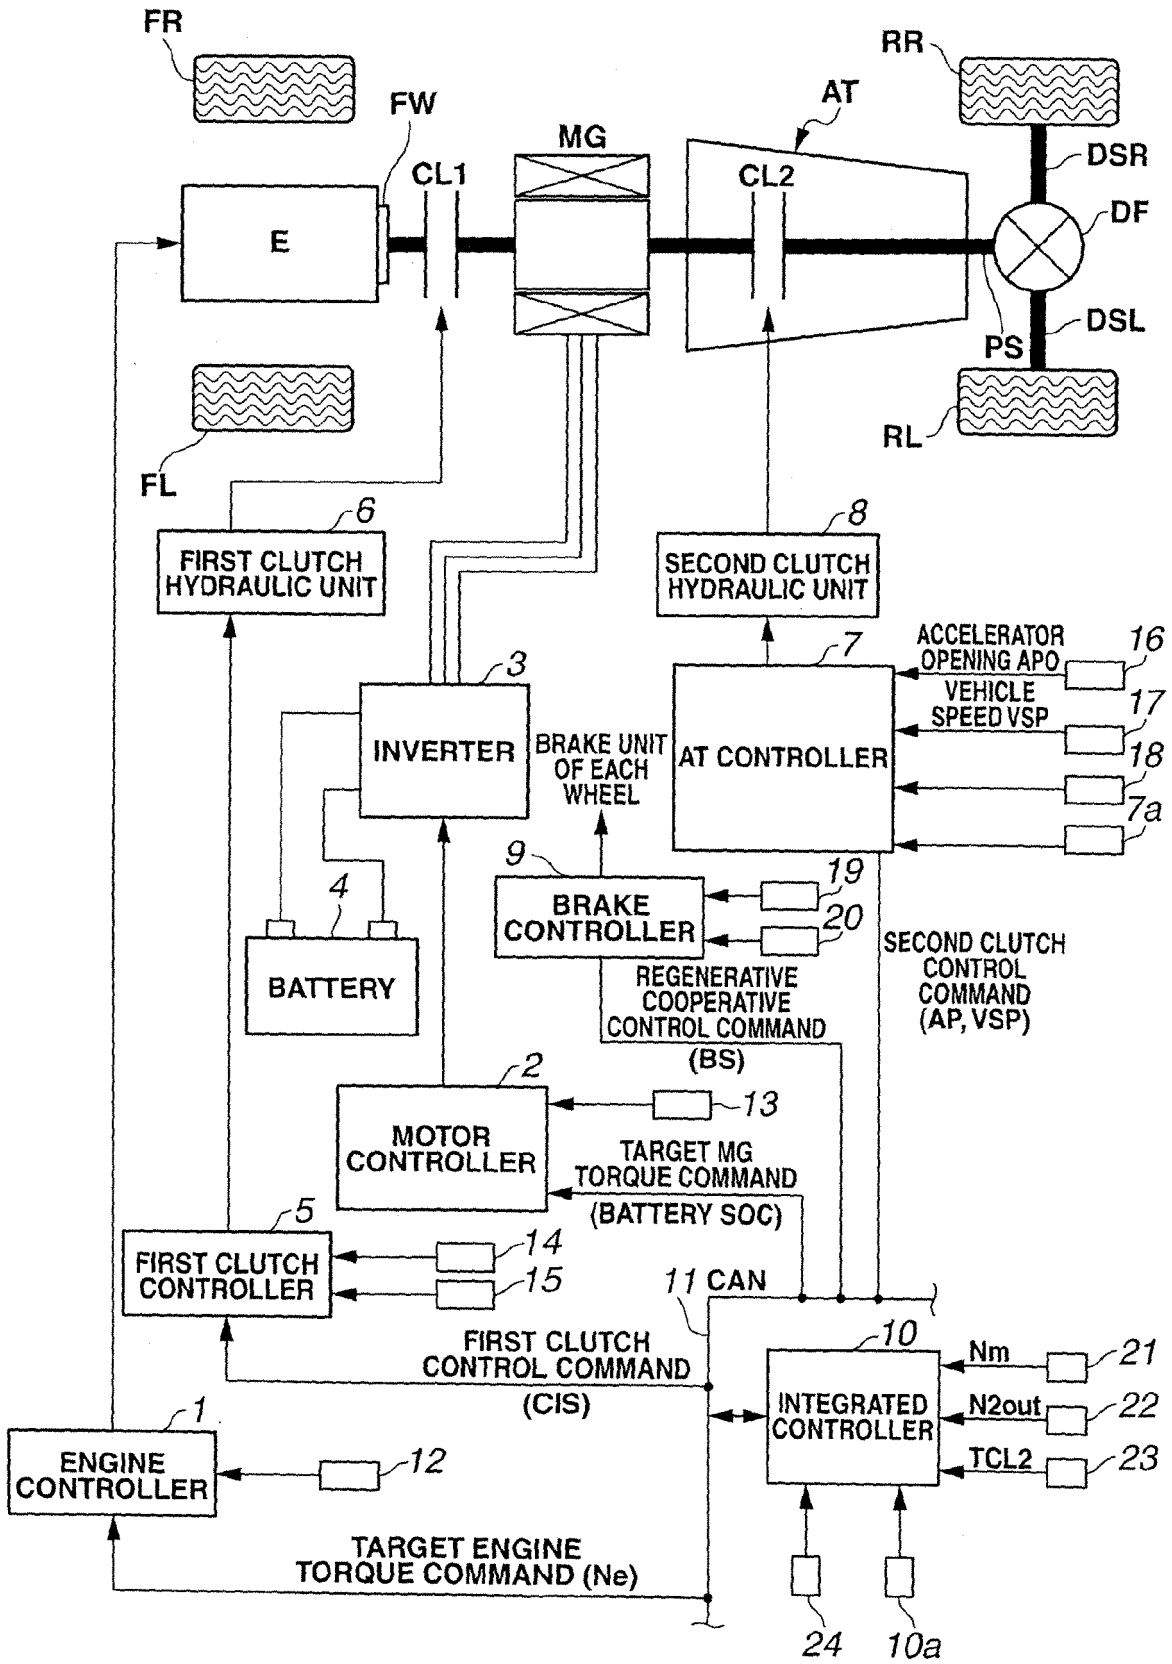 FR
FW
MG
AT
RR
CL1
CL2
DSR
E
DF
DSL
PS
FL
RL
6
FIRST CLUTCH
HYDRAULIC UNIT
8
SECOND CLUTCH
HYDRAULIC UNIT
3
INVERTER
7
AT CONTROLLER
ACCELERATOR
OPENING APO
16
VEHICLE
SPEED VSP
17
18
7a
BRAKE UNIT
OF EACH
WHEEL
9
BRAKE
CONTROLLER
19
20
4
BATTERY
REGENERATIVE
COOPERATIVE
CONTROL COMMAND
(BS)
SECOND CLUTCH
CONTROL
COMMAND
(AP, VSP)
2
MOTOR
CONTROLLER
13
TARGET MG
TORQUE COMMAND
(BATTERY SOC)
5
FIRST CLUTCH
CONTROLLER
14
15
11 CAN
FIRST CLUTCH
CONTROL COMMAND
(CIS)
10
INTEGRATED
CONTROLLER
Nm
21
N2out
22
TCL2
23
1
ENGINE
CONTROLLER
12
TARGET ENGINE
TORQUE COMMAND (Ne)
24
10a